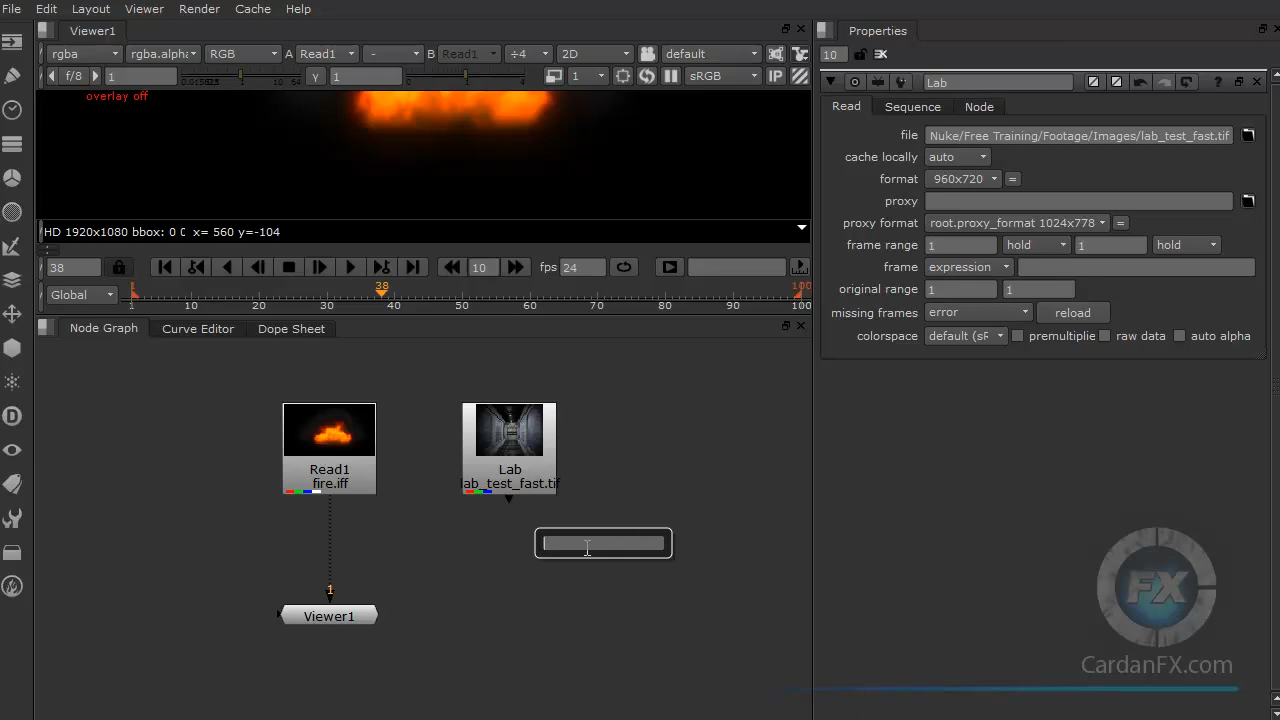 File Edit Layout Viewer Render Cache Help
Viewer1
rgba rgba.alpha RGB A Read1 - B Read1 ÷4 2D default
f/8 1 γ 1 1 sRGB IP
overlay off
HD 1920x1080 bbox: 0 0 x= 560 y=-104
38 10 fps 24
Global 1 10 20 30 38 40 50 60 70 80 90 100 100
Node Graph Curve Editor Dope Sheet
Read1
fire.iff
Lab
lab_test_fast.tif
1
Viewer1
Properties
10
Lab ?
Read Sequence Node
file Nuke/Free Training/Footage/Images/lab_test_fast.tif
cache locally auto
format 960x720 =
proxy
proxy format root.proxy_format 1024x778 =
frame range 1 hold 1 hold
frame expression
original range 1 1
missing frames error reload
colorspace default (sF premultiplie raw data auto alpha
FX
CardanFX.com